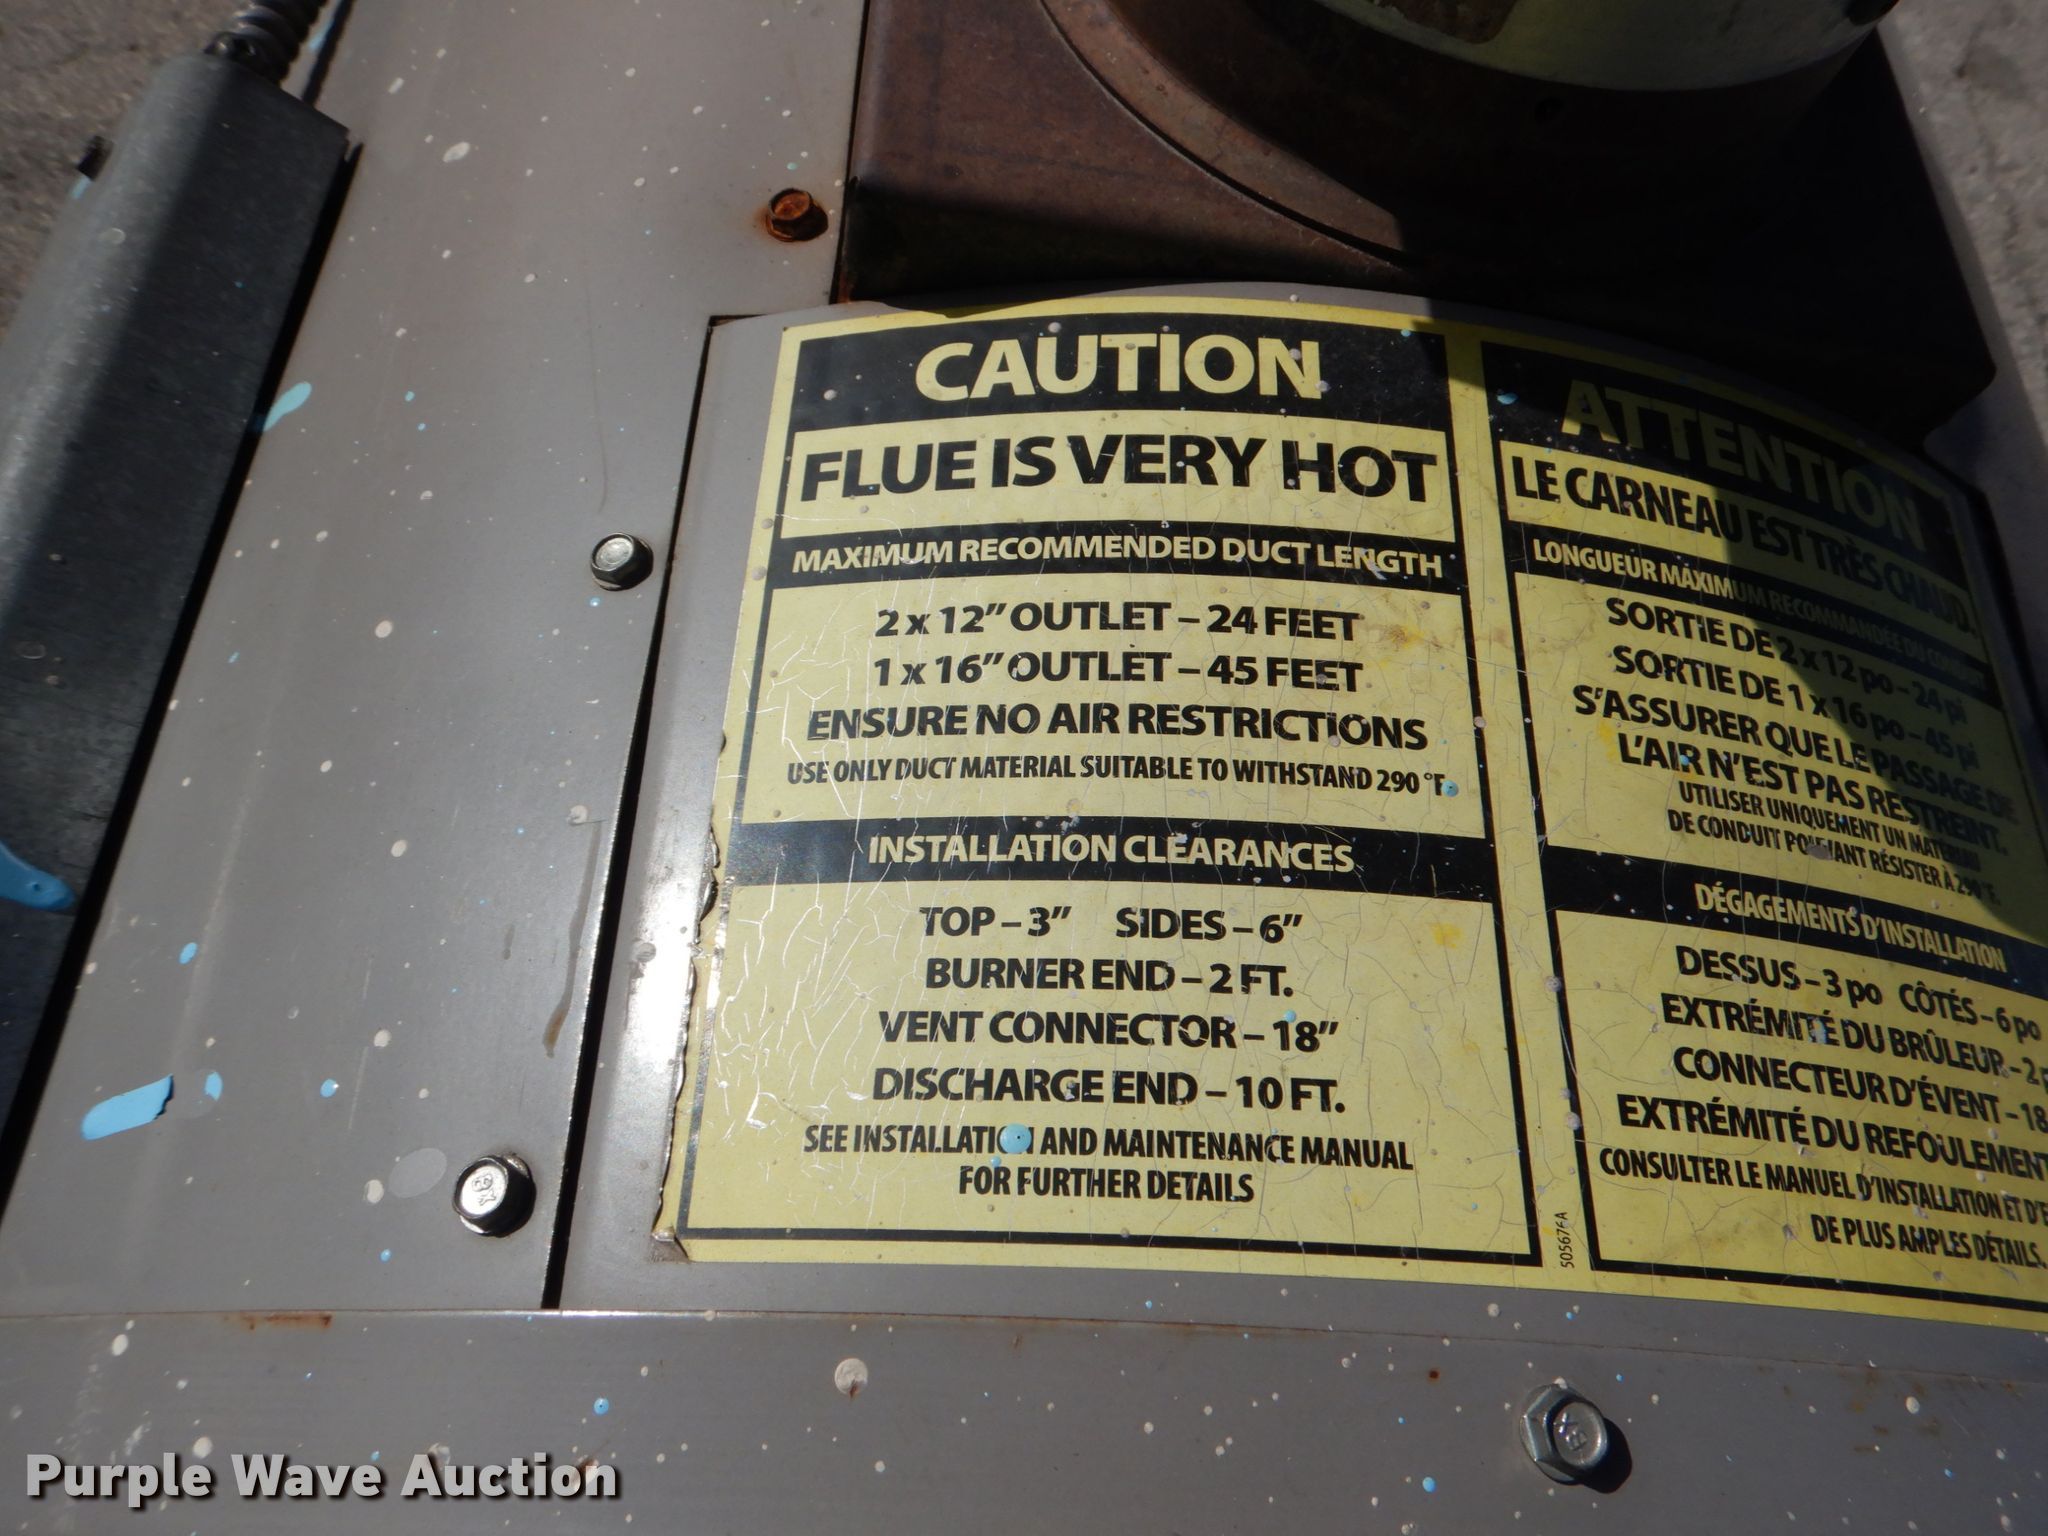 CAUTION
FLUE IS VERY HOT
MAXIMUM RECOMMENDED DUCT LENGTH
2 x 12" OUTLET – 24 FEET
1 x 16" OUTLET – 45 FEET
ENSURE NO AIR RESTRICTIONS
USE ONLY DUCT MATERIAL SUITABLE TO WITHSTAND 290 °F.
INSTALLATION CLEARANCES
TOP – 3" SIDES – 6"
BURNER END – 2 FT.
VENT CONNECTOR – 18"
DISCHARGE END – 10 FT.
SEE INSTALLATION AND MAINTENANCE MANUAL
FOR FURTHER DETAILS
ATTENTION
LE CARNEAU EST TRÈS CHAUD.
LONGUEUR MAXIMUM RECOMMANDÉE DU CONDUIT
SORTIE DE 2 x 12 po – 24 pi
SORTIE DE 1 x 16 po – 45 pi
S'ASSURER QUE LE PASSAGE DE
L'AIR N'EST PAS RESTREINT.
UTILISER UNIQUEMENT UN MATÉRIAU
DE CONDUIT POUVANT RÉSISTER À 290 °F.
DÉGAGEMENTS D'INSTALLATION
DESSUS – 3 po CÔTÉS – 6 po
EXTRÉMITÉ DU BRÛLEUR – 2
CONNECTEUR D'ÉVENT – 18
EXTRÉMITÉ DU REFOULEMENT
CONSULTER LE MANUEL D'INSTALLATION ET D'E
DE PLUS AMPLES DÉTAILS.
Purple Wave Auction